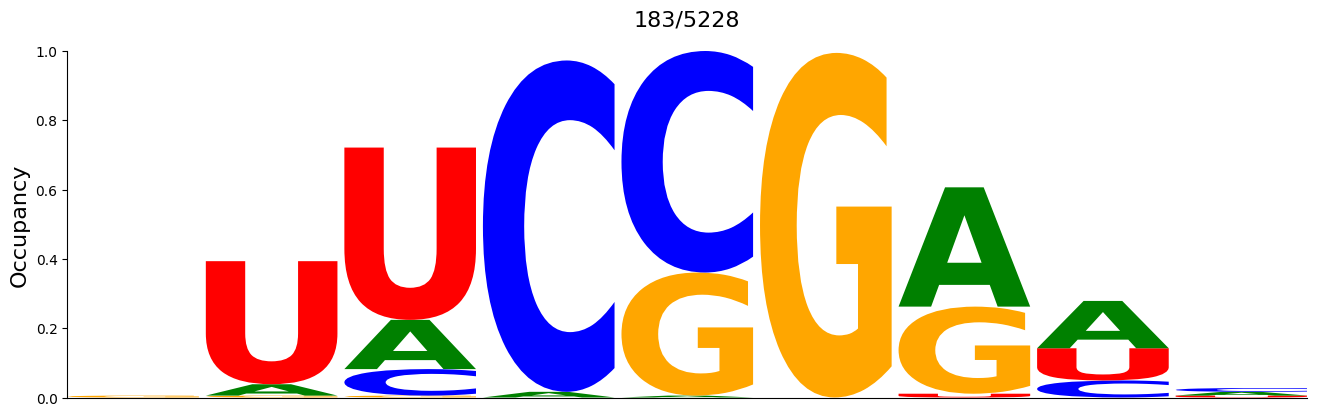 183/5228
Occupancy
1.0
0.8
0.6
0.4
0.2
0.0
U A
U A C
C A
C G
G
A G U
A U C
C A U